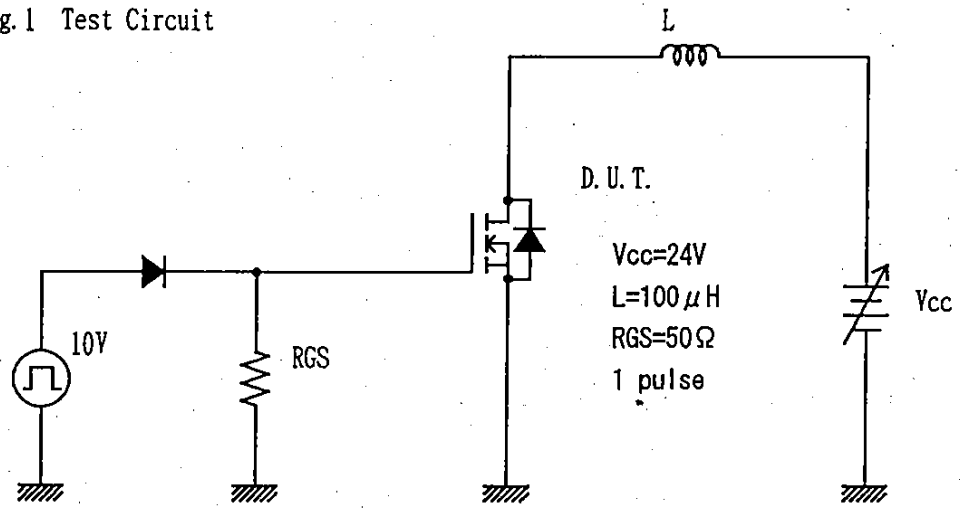 g. 1 Test Circuit
L
D. U. T.
Vcc=24V
L=100μH
RGS=50Ω
1 pulse
Vcc
10V
RGS